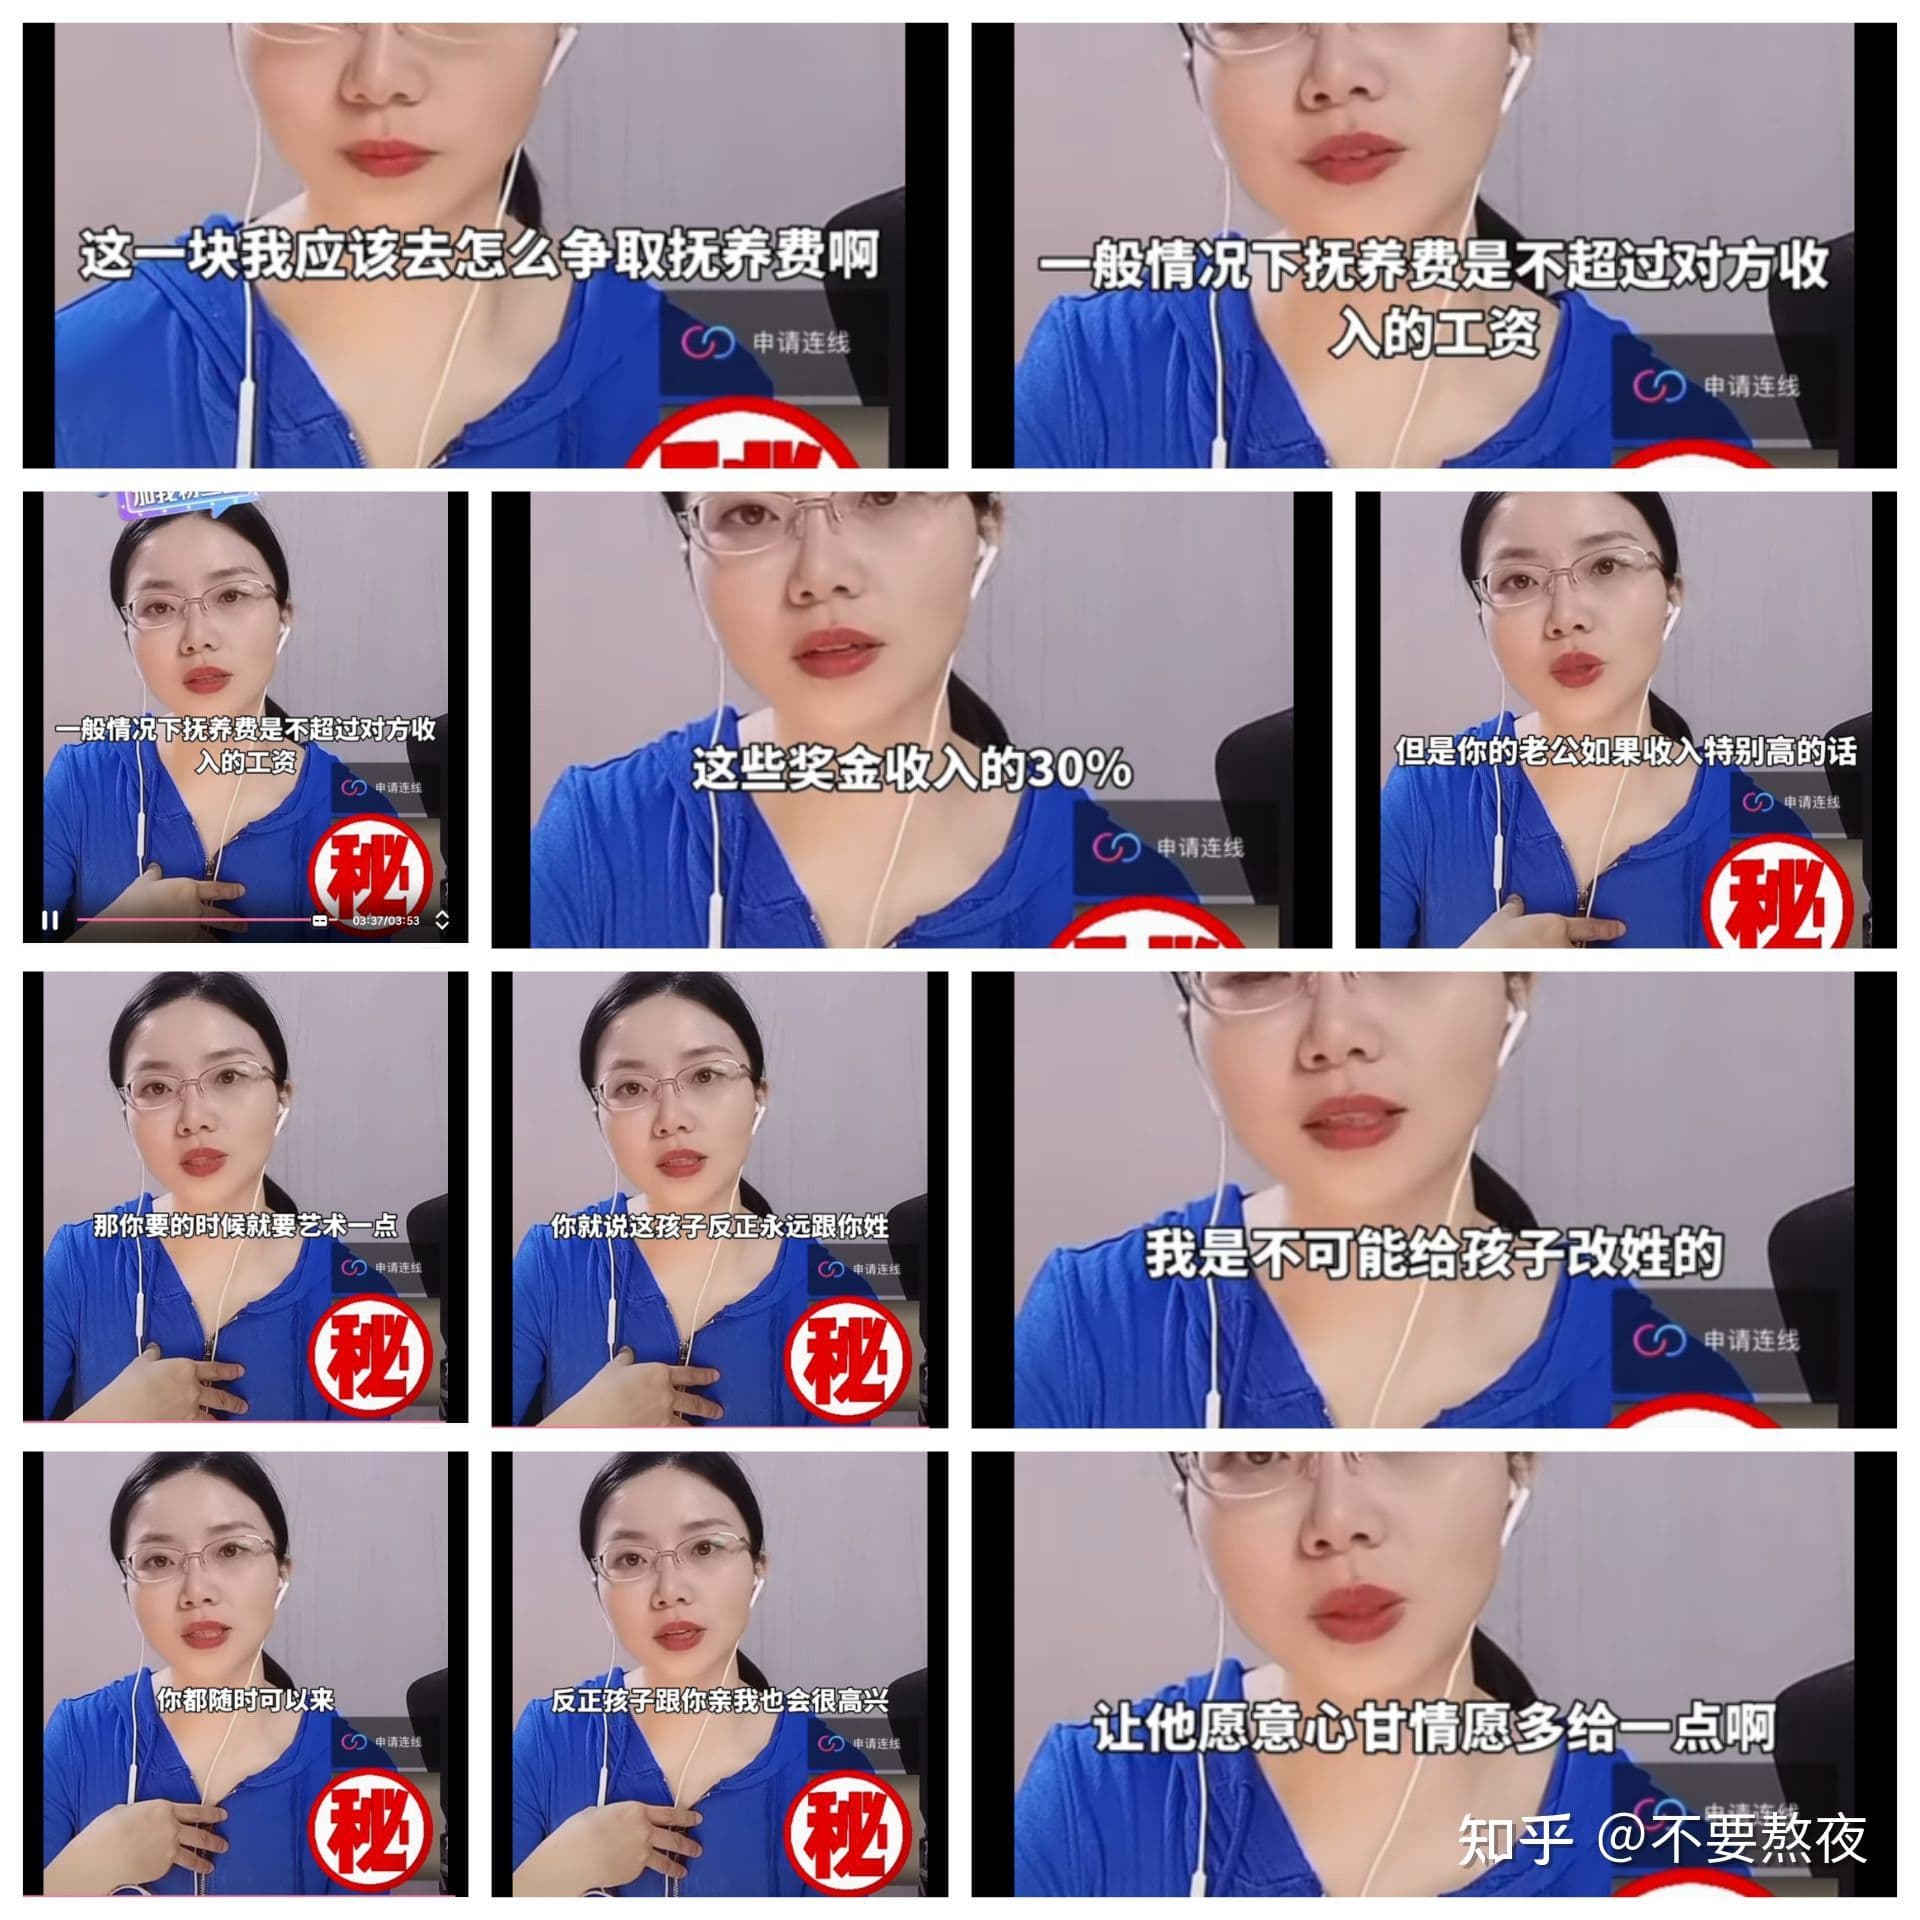 这一块我应该去怎么争取抚养费啊
申请连线
一般情况下抚养费是不超过对方收
入的工资
申请连线
一般情况下抚养费是不超过对方收
入的工资
申请连线
秘
03:37/03:53
这些奖金收入的30%
申请连线
但是你的老公如果收入特别高的话
申请连线
秘
那你要的时候就要艺术一点
申请连线
秘
你就说这孩子反正永远跟你姓
申请连线
秘
我是不可能给孩子改姓的
申请连线
你都随时可以来
申请连线
秘
反正孩子跟你亲我也会很高兴
申请连线
秘
让他愿意心甘情愿多给一点啊
申请连线
知乎 @不要熬夜